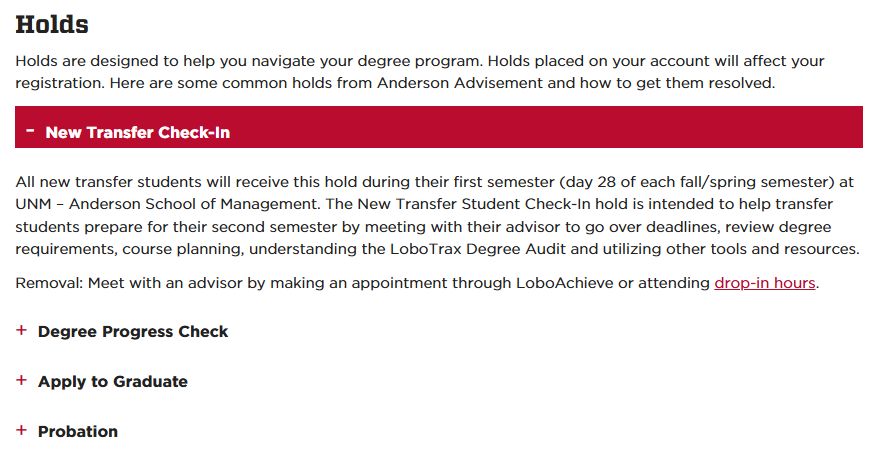 Holds
Holds are designed to help you navigate your degree program. Holds placed on your account will affect your
registration. Here are some common holds from Anderson Advisement and how to get them resolved.
- New Transfer Check-In
All new transfer students will receive this hold during their first semester (day 28 of each fall/spring semester) at
UNM – Anderson School of Management. The New Transfer Student Check-In hold is intended to help transfer
students prepare for their second semester by meeting with their advisor to go over deadlines, review degree
requirements, course planning, understanding the LoboTrax Degree Audit and utilizing other tools and resources.
Removal: Meet with an advisor by making an appointment through LoboAchieve or attending drop-in hours.
+ Degree Progress Check
+ Apply to Graduate
+ Probation